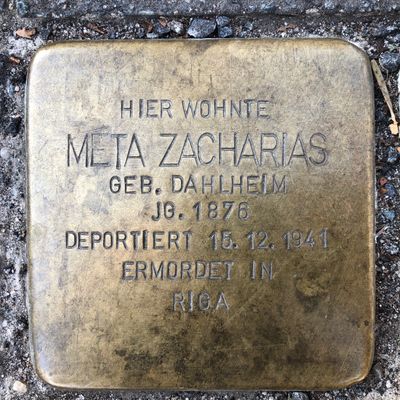 HIER WOHNTE
META ZACHARIAS
GEB. DAHLHEIM
JG. 1876
DEPORTIERT 15.12.1941
ERMORDET IN
RIGA